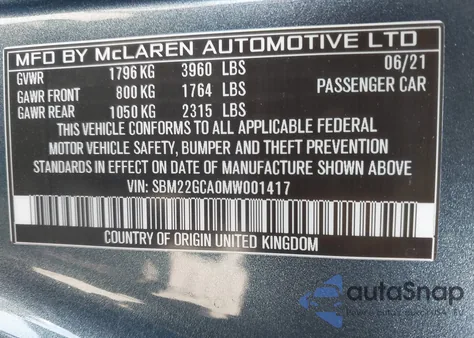 MFD BY McLAREN AUTOMOTIVE LTD
GVWR 1796 KG 3960 LBS 06/21
GAWR FRONT 800 KG 1764 LBS PASSENGER CAR
GAWR REAR 1050 KG 2315 LBS
THIS VEHICLE CONFORMS TO ALL APPLICABLE FEDERAL
MOTOR VEHICLE SAFETY, BUMPER AND THEFT PREVENTION
STANDARDS IN EFFECT ON DATE OF MANUFACTURE SHOWN ABOVE
VIN: SBM22GCA0MW001417
COUNTRY OF ORIGIN UNITED KINGDOM
autoSnap